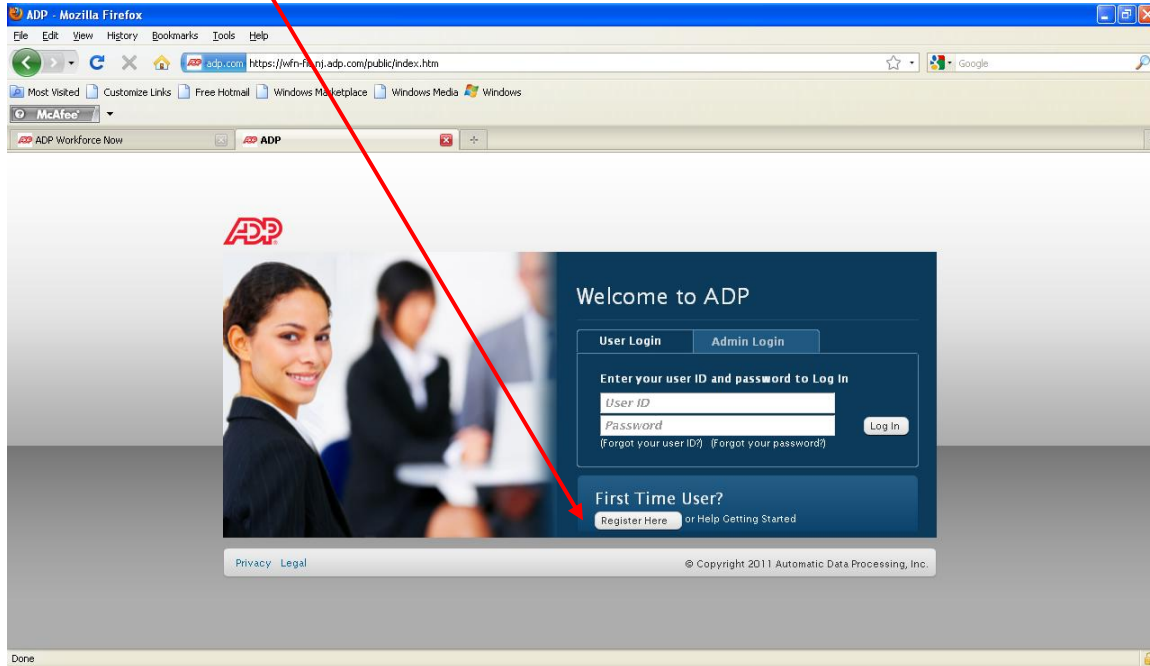 ADP - Mozilla Firefox
File Edit View History Bookmarks Tools Help
adp.com https://wfn-fi.nj.adp.com/public/index.htm
Google
Most Visited Customize Links Free Hotmail Windows Marketplace Windows Media Windows
McAfee
ADP Workforce Now ADP
ADP
Welcome to ADP
User Login Admin Login
Enter your user ID and password to Log In
User ID
Password
Log In
(Forgot your user ID?) (Forgot your password?)
First Time User?
Register Here or Help Getting Started
Privacy Legal © Copyright 2011 Automatic Data Processing, Inc.
Done